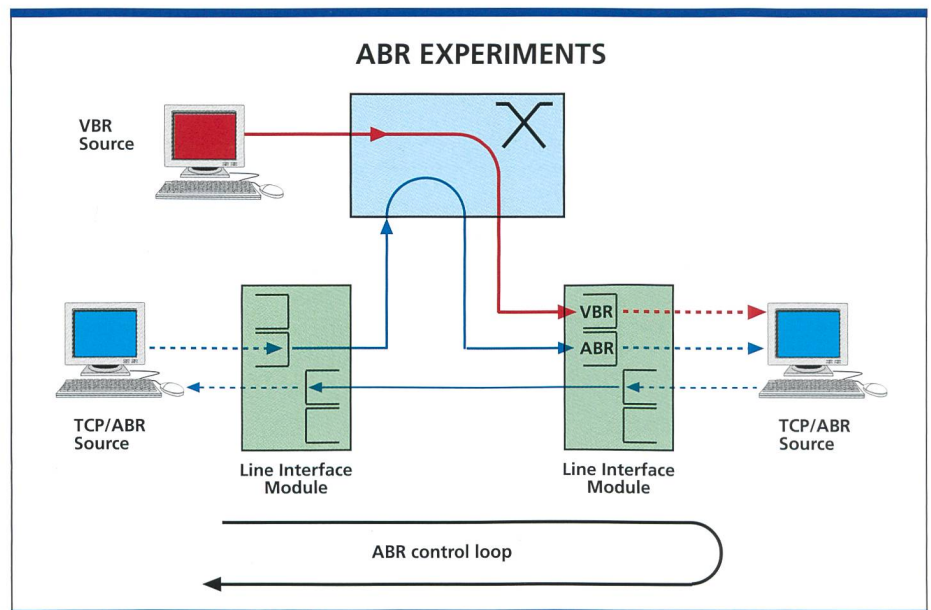 ABR EXPERIMENTS
VBR
Source
VBR
ABR
TCP/ABR
Source
Line Interface
Module
Line Interface
Module
TCP/ABR
Source
ABR control loop